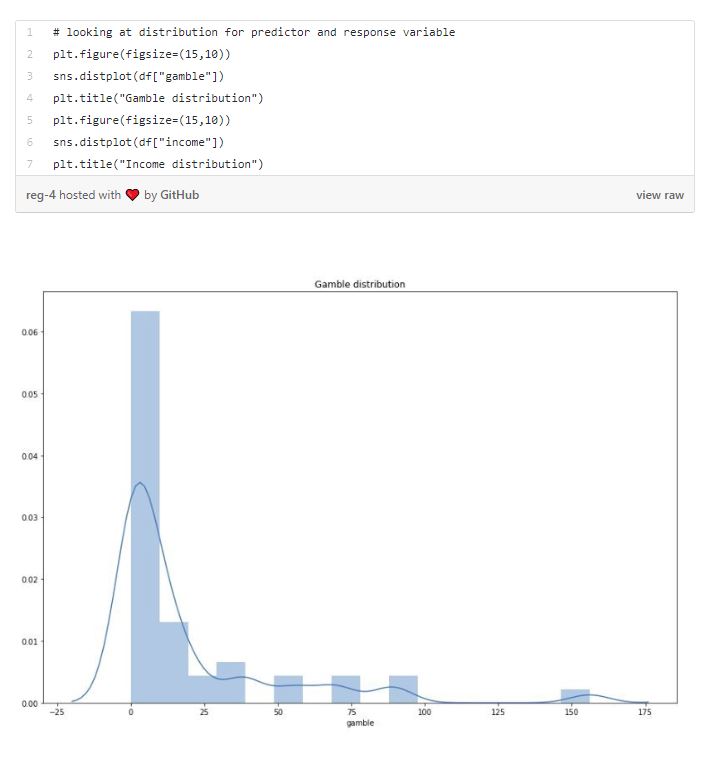 1 # looking at distribution for predictor and response variable
2 plt.figure(figsize=(15,10))
3 sns.distplot(df["gamble"])
4 plt.title("Gamble distribution")
5 plt.figure(figsize=(15,10))
6 sns.distplot(df["income"])
7 plt.title("Income distribution")
reg-4 hosted with ❤ by GitHub view raw
Gamble distribution
0.06
0.05
0.04
0.03
0.02
0.01
0.00
−25 0 25 50 75 100 125 150 175
gamble